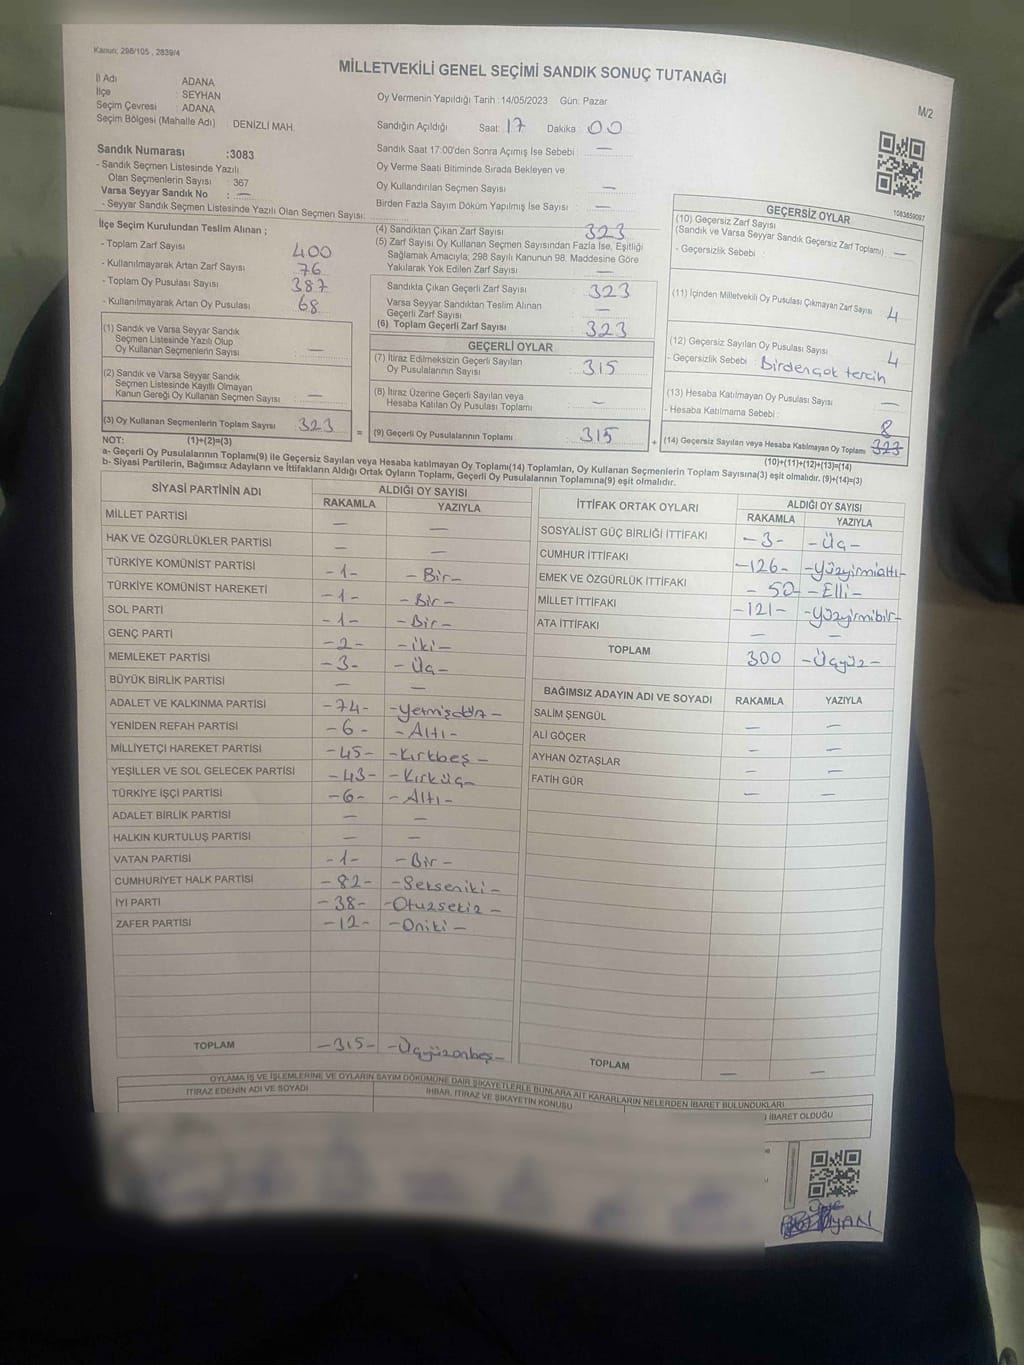 Kanun; 298/105 , 2839/4
MİLLETVEKİLİ GENEL SEÇİMİ SANDIK SONUÇ TUTANAĞI
M/2
İl Adı ADANA
İlçe SEYHAN
Seçim Çevresi : ADANA
Seçim Bölgesi (Mahalle Adı) : DENİZLİ MAH.
Sandık Numarası :3083
- Sandık Seçmen Listesinde Yazılı
Olan Seçmenlerin Sayısı : 367
Varsa Seyyar Sandık No : —
- Seyyar Sandık Seçmen Listesinde Yazılı Olan Seçmen Sayısı:
Oy Vermenin Yapıldığı Tarih :14/05/2023 Gün: Pazar
Sandığın Açıldığı Saat: 17 Dakika : 00
Sandık Saat 17:00'den Sonra Açımış İse Sebebi : —
Oy Verme Saati Bitiminde Sırada Bekleyen ve
Oy Kullandırılan Seçmen Sayısı —
Birden Fazla Sayım Döküm Yapılmış İse Sayısı : —
1083859097
İlçe Seçim Kurulundan Teslim Alınan ;
- Toplam Zarf Sayısı 400
- Kullanılmayarak Artan Zarf Sayısı 76
- Toplam Oy Pusulası Sayısı 387
- Kullanılmayarak Artan Oy Pusulası 68
(1) Sandık ve Varsa Seyyar Sandık
Seçmen Listesinde Yazılı Olup
Oy Kullanan Seçmenlerin Sayısı : —
(2) Sandık ve Varsa Seyyar Sandık
Seçmen Listesinde Kayıtlı Olmayan
Kanun Gereği Oy Kullanan Seçmen Sayısı : —
(3) Oy Kullanan Seçmenlerin Toplam Sayısı 323
(4) Sandıktan Çıkan Zarf Sayısı : 323
(5) Zarf Sayısı Oy Kullanan Seçmen Sayısından Fazla İse, Eşitliği
Sağlamak Amacıyla; 298 Sayılı Kanunun 98. Maddesine Göre
Yakılarak Yok Edilen Zarf Sayısı : —
Sandıkla Çıkan Geçerli Zarf Sayısı : 323
Varsa Seyyar Sandıktan Teslim Alınan
Geçerli Zarf Sayısı : —
(6) Toplam Geçerli Zarf Sayısı : 323
GEÇERLİ OYLAR
(7) İtiraz Edilmeksizin Geçerli Sayılan
Oy Pusulalarının Sayısı : 315
(8) İtiraz Üzerine Geçerli Sayılan veya
Hesaba Katılan Oy Pusulası Toplamı : —
= (9) Geçerli Oy Pusulalarının Toplamı : 315 +
GEÇERSİZ OYLAR
(10) Geçersiz Zarf Sayısı
(Sandık ve Varsa Seyyar Sandık Geçersiz Zarf Toplamı) : —
- Geçersizlik Sebebi :
(11) İçinden Milletvekili Oy Pusulası Çıkmayan Zarf Sayısı : 4
(12) Geçersiz Sayılan Oy Pusulası Sayısı : 4
- Geçersizlik Sebebi : Birden çok tercih
(13) Hesaba Katılmayan Oy Pusulası Sayısı : —
- Hesaba Katılmama Sebebi :
8
(14) Geçersiz Sayılan veya Hesaba Katılmayan Oy Toplamı 323
(10)+(11)+(12)+(13)=(14)
NOT: (1)+(2)=(3)
a- Geçerli Oy Pusulalarının Toplamı(9) ile Geçersiz Sayılan veya Hesaba katılmayan Oy Toplamı(14) Toplamları, Oy Kullanan Seçmenlerin Toplam Sayısına(3) eşit olmalıdır. (9)+(14)=(3)
b- Siyasi Partilerin, Bağımsız Adayların ve İttifakların Aldığı Ortak Oyların Toplamı, Geçerli Oy Pusulalarının Toplamına(9) eşit olmalıdır.
SİYASİ PARTİNİN ADI ALDIĞI OY SAYISI
RAKAMLA YAZIYLA
MİLLET PARTİSİ — —
HAK VE ÖZGÜRLÜKLER PARTİSİ — —
TÜRKİYE KOMÜNİST PARTİSİ -1- -Bir-
TÜRKİYE KOMÜNİST HAREKETİ -1- -Bir-
SOL PARTİ -1- -Bir-
GENÇ PARTİ -2- -İki-
MEMLEKET PARTİSİ -3- -Üç-
BÜYÜK BİRLİK PARTİSİ — —
ADALET VE KALKINMA PARTİSİ -74- -Yetmişdört-
YENİDEN REFAH PARTİSİ -6- -Altı-
MİLLİYETÇİ HAREKET PARTİSİ -45- -Kırkbeş-
YEŞİLLER VE SOL GELECEK PARTİSİ -43- -Kırküç-
TÜRKİYE İŞÇİ PARTİSİ -6- -Altı-
ADALET BİRLİK PARTİSİ — —
HALKIN KURTULUŞ PARTİSİ — —
VATAN PARTİSİ -1- -Bir-
CUMHURİYET HALK PARTİSİ -82- -Sekseniki-
İYİ PARTİ -38- -Otuzsekiz-
ZAFER PARTİSİ -12- -Oniki-
TOPLAM -315- -Üçyüzonbeş-
İTTİFAK ORTAK OYLARI ALDIĞI OY SAYISI
RAKAMLA YAZIYLA
SOSYALİST GÜÇ BİRLİĞİ İTTİFAKI -3- -Üç-
CUMHUR İTTİFAKI -126- -Yüzyirmialtı-
EMEK VE ÖZGÜRLÜK İTTİFAKI -50- -Elli-
MİLLET İTTİFAKI -121- -Yüzyirmibir-
ATA İTTİFAKI — —
TOPLAM 300 -Üçyüz-
BAĞIMSIZ ADAYIN ADI VE SOYADI RAKAMLA YAZIYLA
SALİM ŞENGÜL — —
ALİ GÖÇER — —
AYHAN ÖZTAŞLAR — —
FATİH GÜR — —
TOPLAM — —
OYLAMA İŞ VE İŞLEMLERİNE VE OYLARIN SAYIM DÖKÜMÜNE DAİR ŞİKAYETLERLE BUNLARA AİT KARARLARIN NELERDEN İBARET BULUNDUKLARI
İTİRAZ EDENİN ADI VE SOYADI İHBAR, İTİRAZ VE ŞİKAYETİN KONUSU İBARET OLDUĞU
Üye